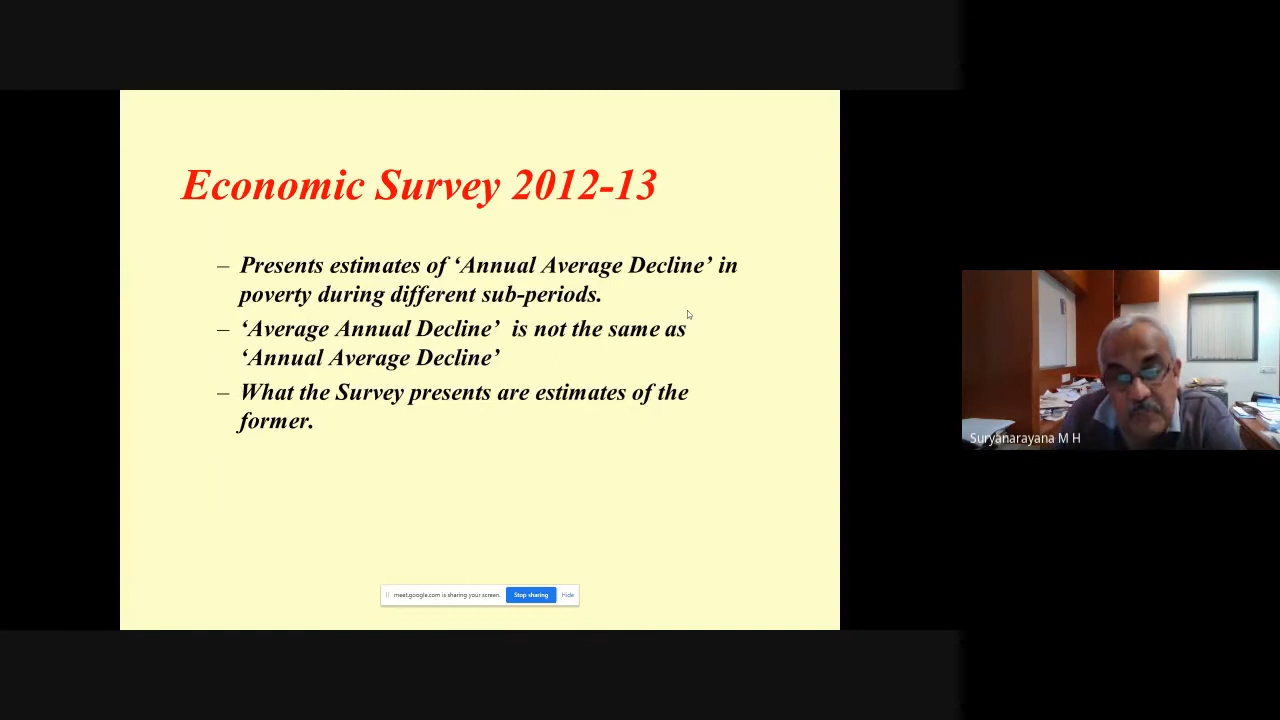 Economic Survey 2012-13
– Presents estimates of ‘Annual Average Decline’ in
poverty during different sub-periods.
– ‘Average Annual Decline’ is not the same as
‘Annual Average Decline’
– What the Survey presents are estimates of the
former.
meet.google.com is sharing your screen.
Stop sharing
Hide
Suryanarayana M H